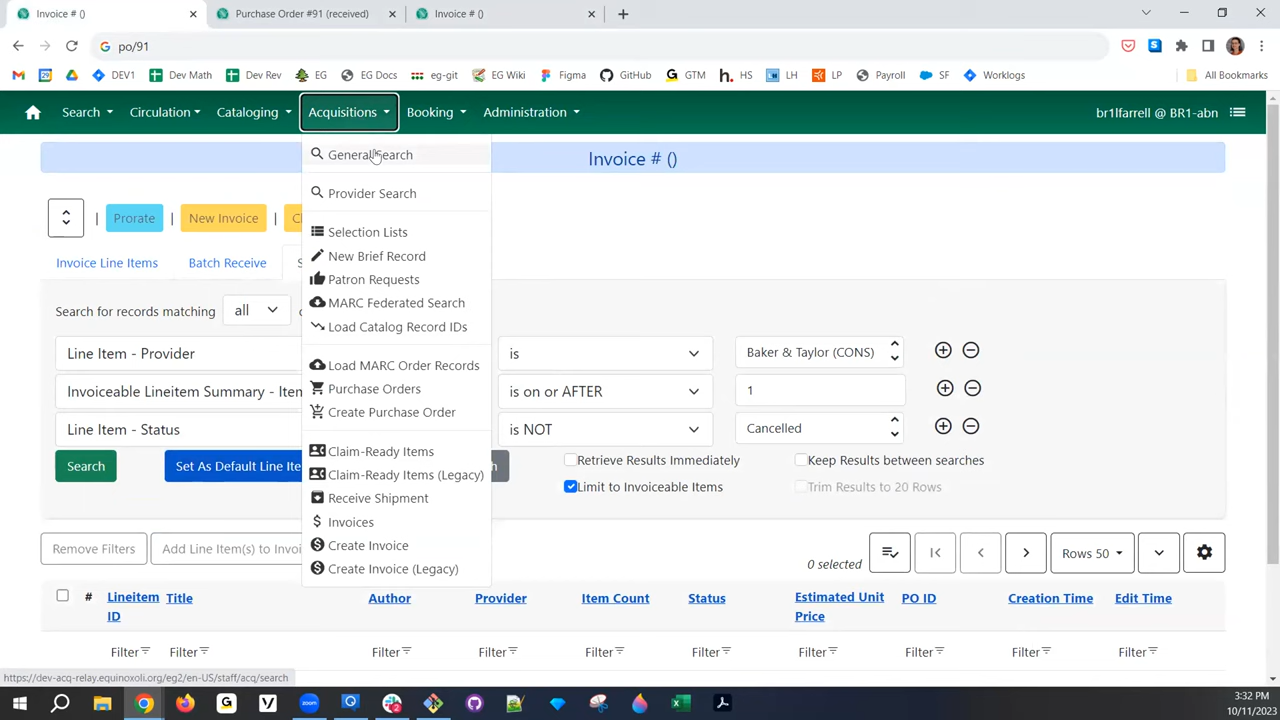 Invoice # ()
Purchase Order #91 (received)
Invoice # ()
po/91
DEV1
Dev Math
Dev Rev
EG
EG Docs
eg-git
EG Wiki
Figma
GitHub
GTM
HS
LH
LP
Payroll
SF
Worklogs
All Bookmarks
Search
Circulation
Cataloging
Acquisitions
Booking
Administration
br1lfarrell @ BR1-abn
General Search
Provider Search
Selection Lists
New Brief Record
Patron Requests
MARC Federated Search
Load Catalog Record IDs
Load MARC Order Records
Purchase Orders
Create Purchase Order
Claim-Ready Items
Claim-Ready Items (Legacy)
Receive Shipment
Invoices
Create Invoice
Create Invoice (Legacy)
Invoice # ()
| Prorate | New Invoice |
Invoice Line Items
Batch Receive
Search for records matching all
Line Item - Provider
is
Baker & Taylor (CONS)
Invoiceable Lineitem Summary - Item
is on or AFTER
1
Line Item - Status
is NOT
Cancelled
Search
Set As Default Line Ite
Retrieve Results Immediately
Keep Results between searches
Limit to Invoiceable Items
Trim Results to 20 Rows
Remove Filters
Add Line Item(s) to Invoi
0 selected
Rows 50
#
Lineitem ID
Title
Author
Provider
Item Count
Status
Estimated Unit Price
PO ID
Creation Time
Edit Time
Filter
Filter
Filter
Filter
Filter
Filter
Filter
Filter
Filter
Filter
https://dev-acq-relay.equinoxoli.org/eg2/en-US/staff/acq/search
3:32 PM
10/11/2023